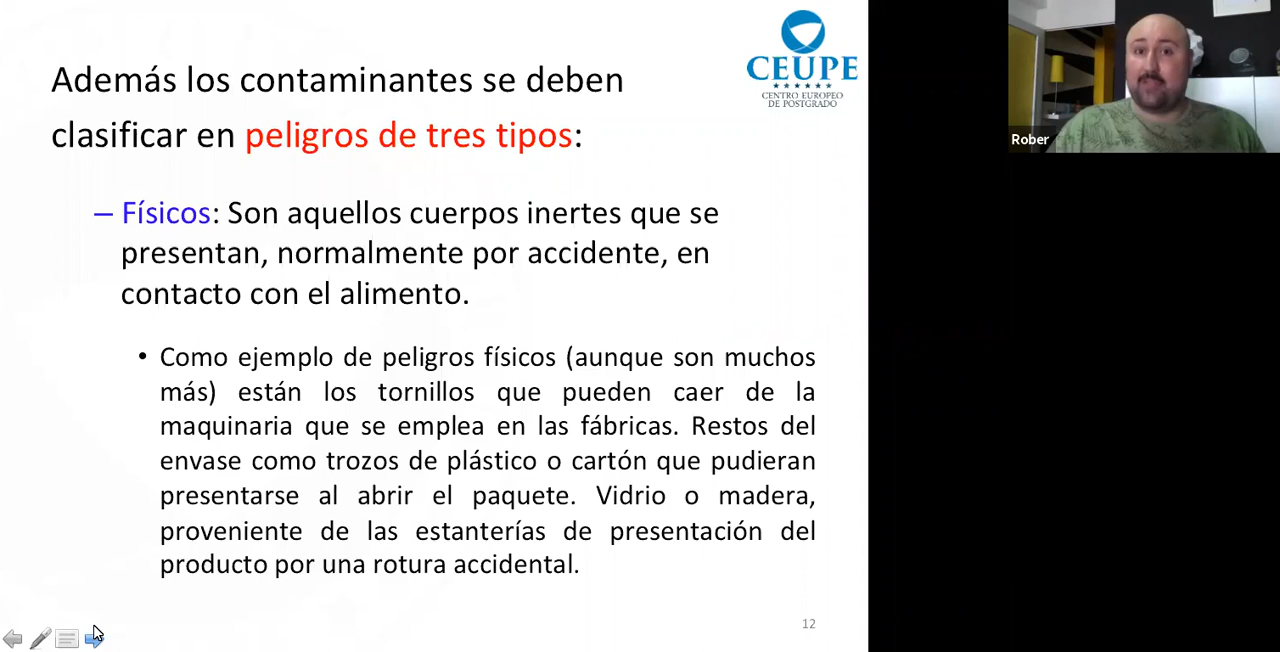 CEUPE
CENTRO EUROPEO
DE POSTGRADO
Además los contaminantes se deben
clasificar en peligros de tres tipos:
– Físicos: Son aquellos cuerpos inertes que se
presentan, normalmente por accidente, en
contacto con el alimento.
• Como ejemplo de peligros físicos (aunque son muchos
más) están los tornillos que pueden caer de la
maquinaria que se emplea en las fábricas. Restos del
envase como trozos de plástico o cartón que pudieran
presentarse al abrir el paquete. Vidrio o madera,
proveniente de las estanterías de presentación del
producto por una rotura accidental.
12
Rober